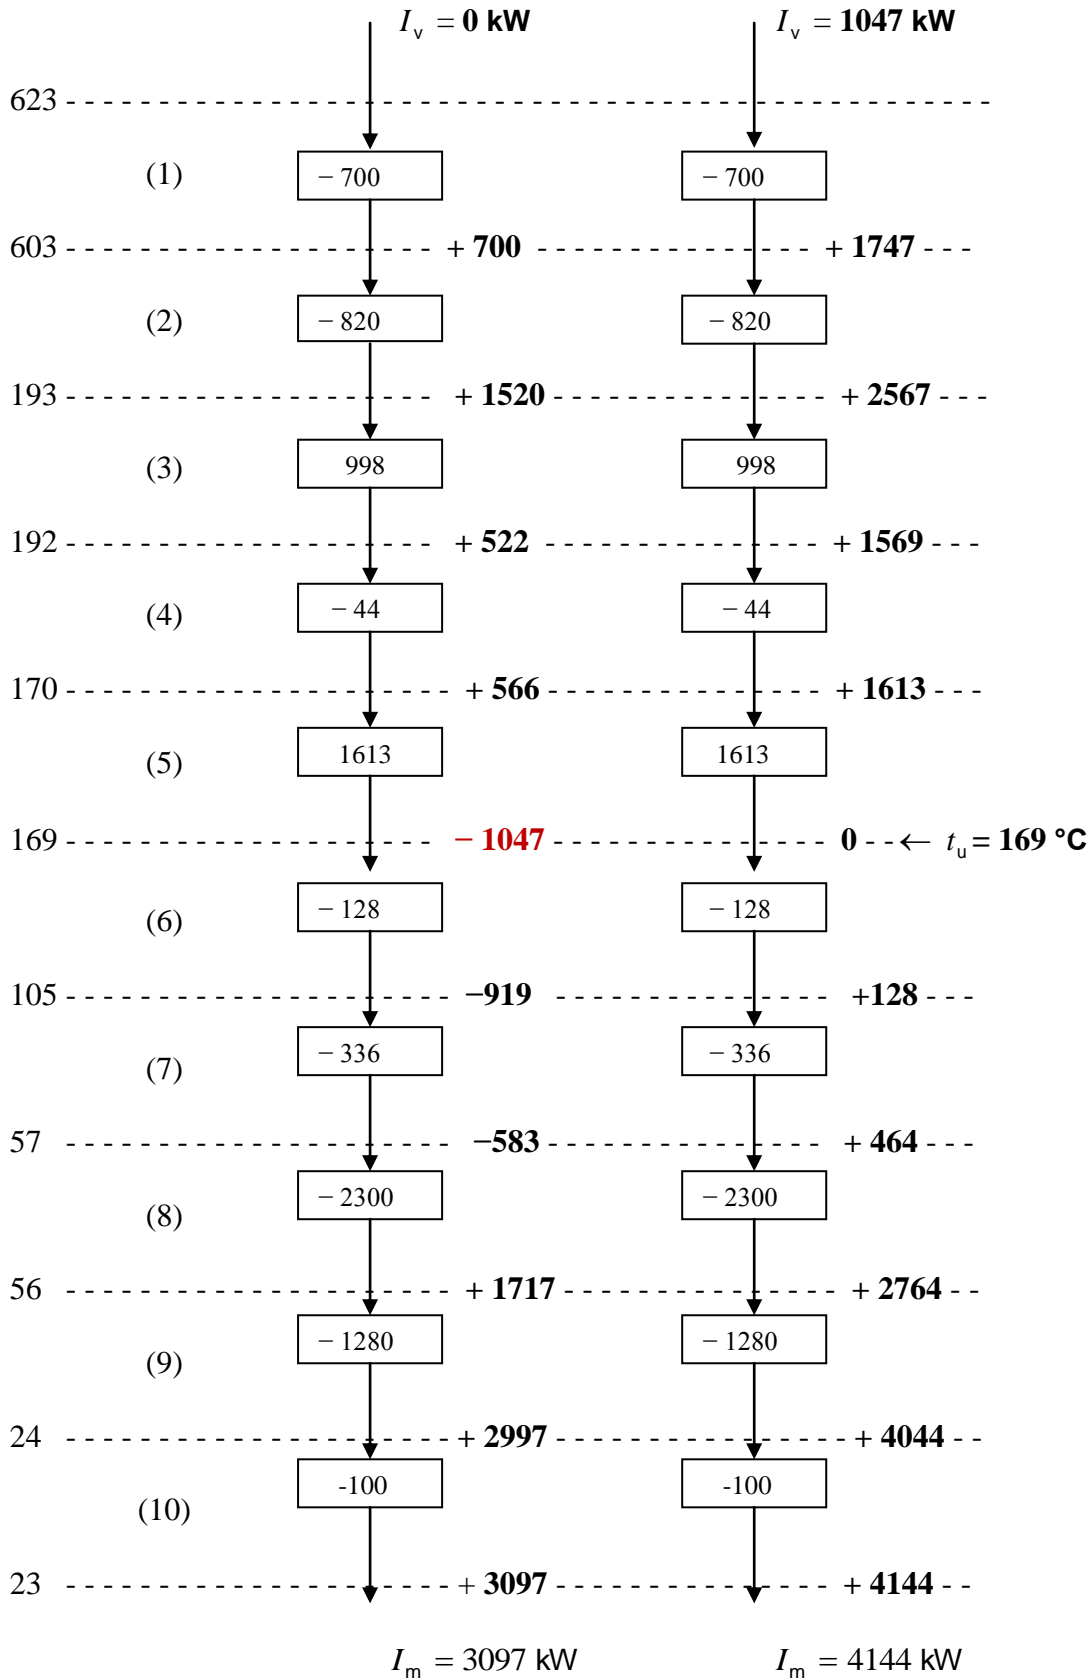 I_v = 0 kW I_v = 1047 kW
623
(1) − 700 − 700
603 + 700 + 1747
(2) − 820 − 820
193 + 1520 + 2567
(3) 998 998
192 + 522 + 1569
(4) − 44 − 44
170 + 566 + 1613
(5) 1613 1613
169 − 1047 0 ← t_u = 169 °C
(6) − 128 − 128
105 −919 +128
(7) − 336 − 336
57 −583 + 464
(8) − 2300 − 2300
56 + 1717 + 2764
(9) − 1280 − 1280
24 + 2997 + 4044
(10) -100 -100
23 + 3097 + 4144
I_m = 3097 kW I_m = 4144 kW